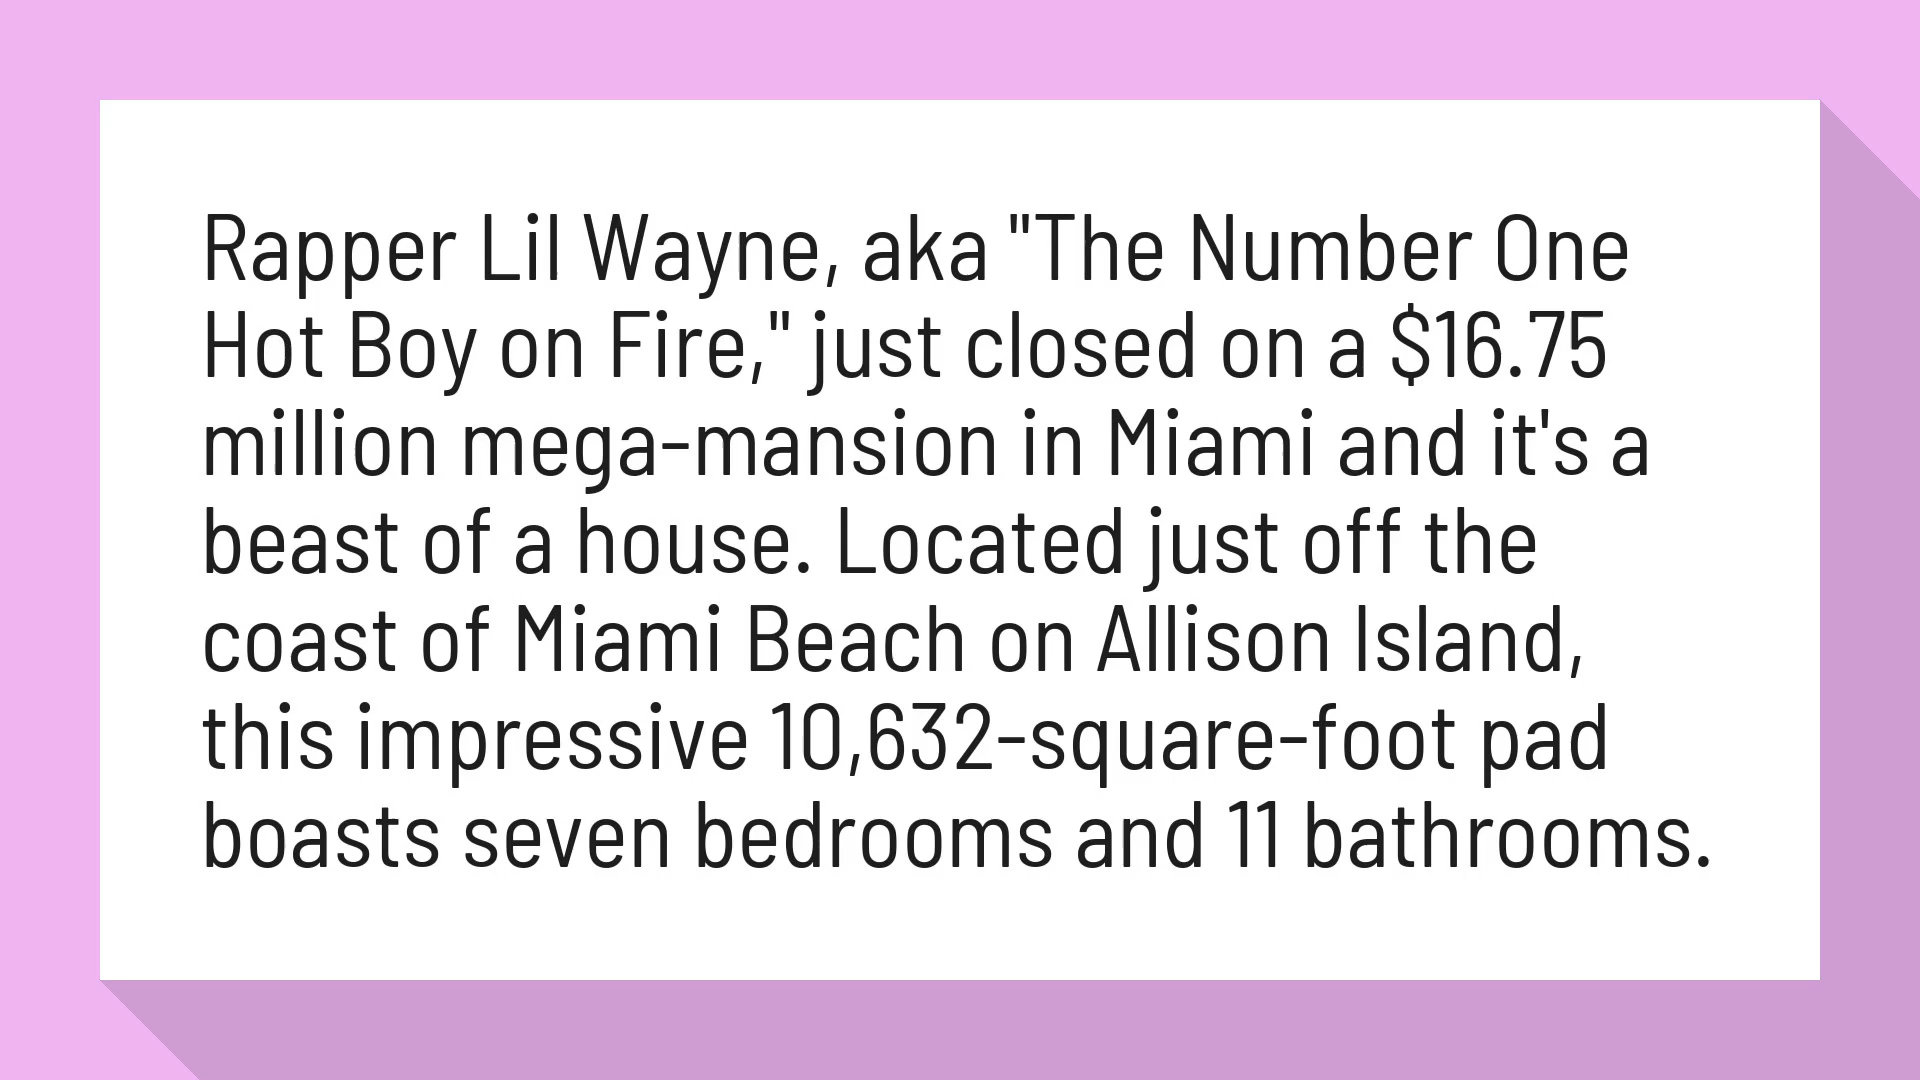 Rapper Lil Wayne, aka "The Number One
Hot Boy on Fire," just closed on a $16.75
million mega-mansion in Miami and it's a
beast of a house. Located just off the
coast of Miami Beach on Allison Island,
this impressive 10,632-square-foot pad
boasts seven bedrooms and 11 bathrooms.